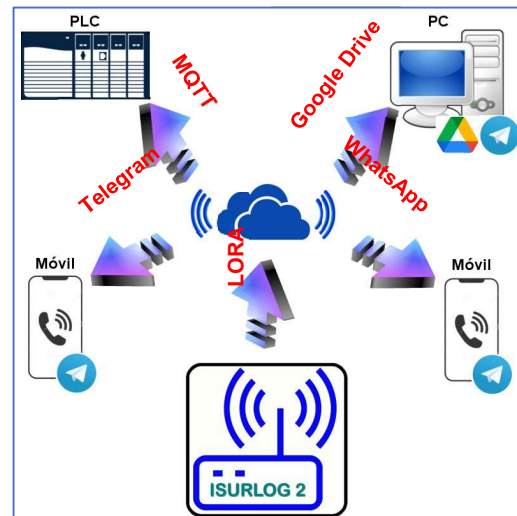 PLC
PC
MQTT
Google Drive
Telegram
WhatsApp
LORA
Móvil
Móvil
ISURLOG 2